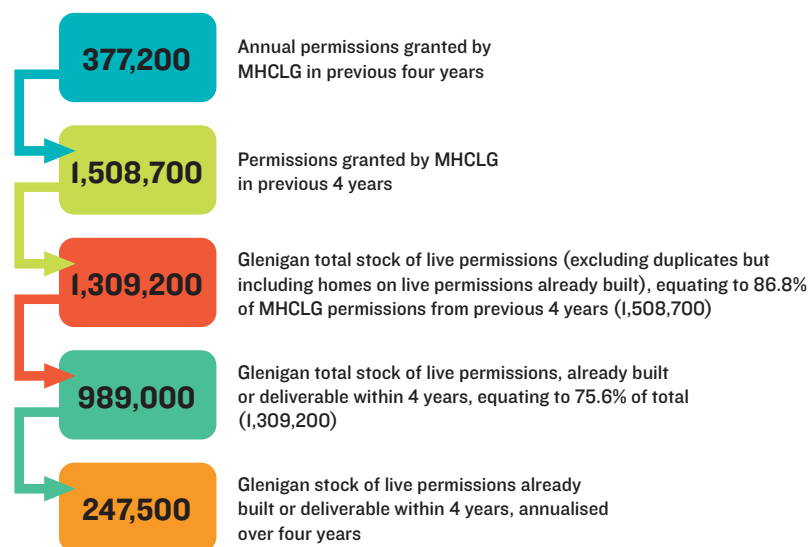 377,200
Annual permissions granted by
MHCLG in previous four years
1,508,700
Permissions granted by MHCLG
in previous 4 years
1,309,200
Glenigan total stock of live permissions (excluding duplicates but
including homes on live permissions already built), equating to 86.8%
of MHCLG permissions from previous 4 years (1,508,700)
989,000
Glenigan total stock of live permissions, already built
or deliverable within 4 years, equating to 75.6% of total
(1,309,200)
247,500
Glenigan stock of live permissions already
built or deliverable within 4 years, annualised
over four years